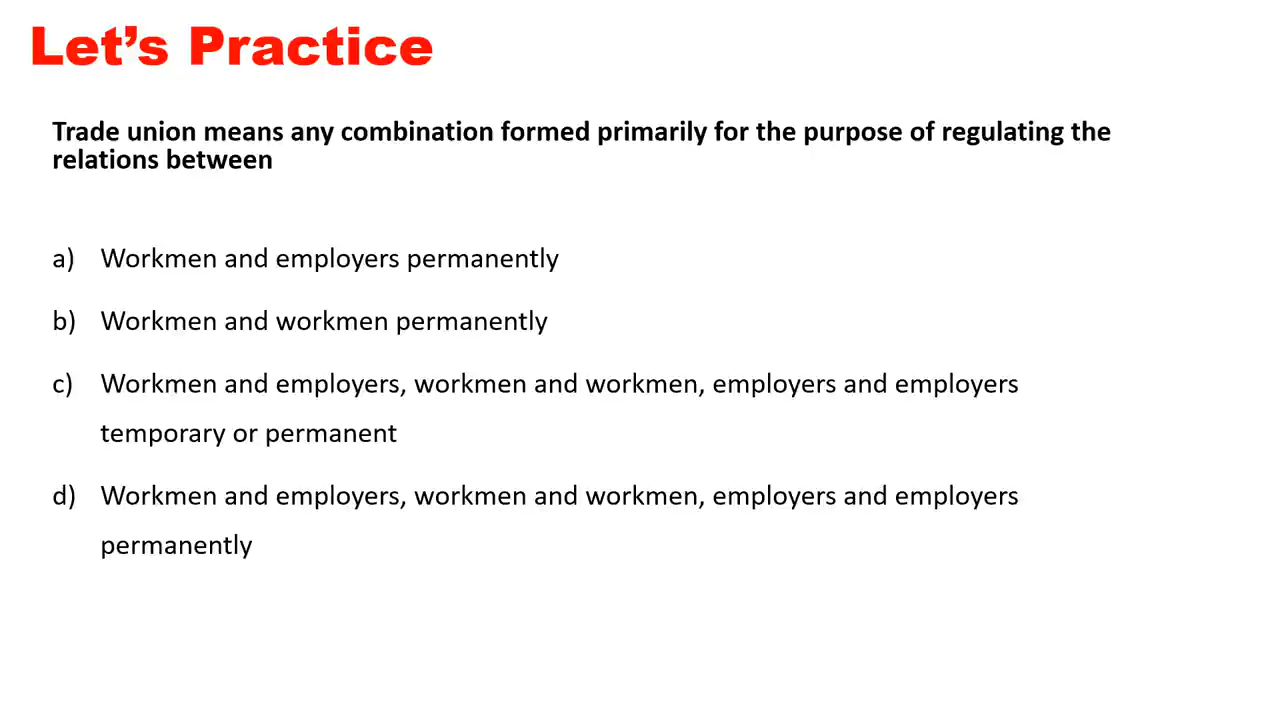 Let’s Practice
Trade union means any combination formed primarily for the purpose of regulating the
relations between
a) Workmen and employers permanently
b) Workmen and workmen permanently
c) Workmen and employers, workmen and workmen, employers and employers
temporary or permanent
d) Workmen and employers, workmen and workmen, employers and employers
permanently